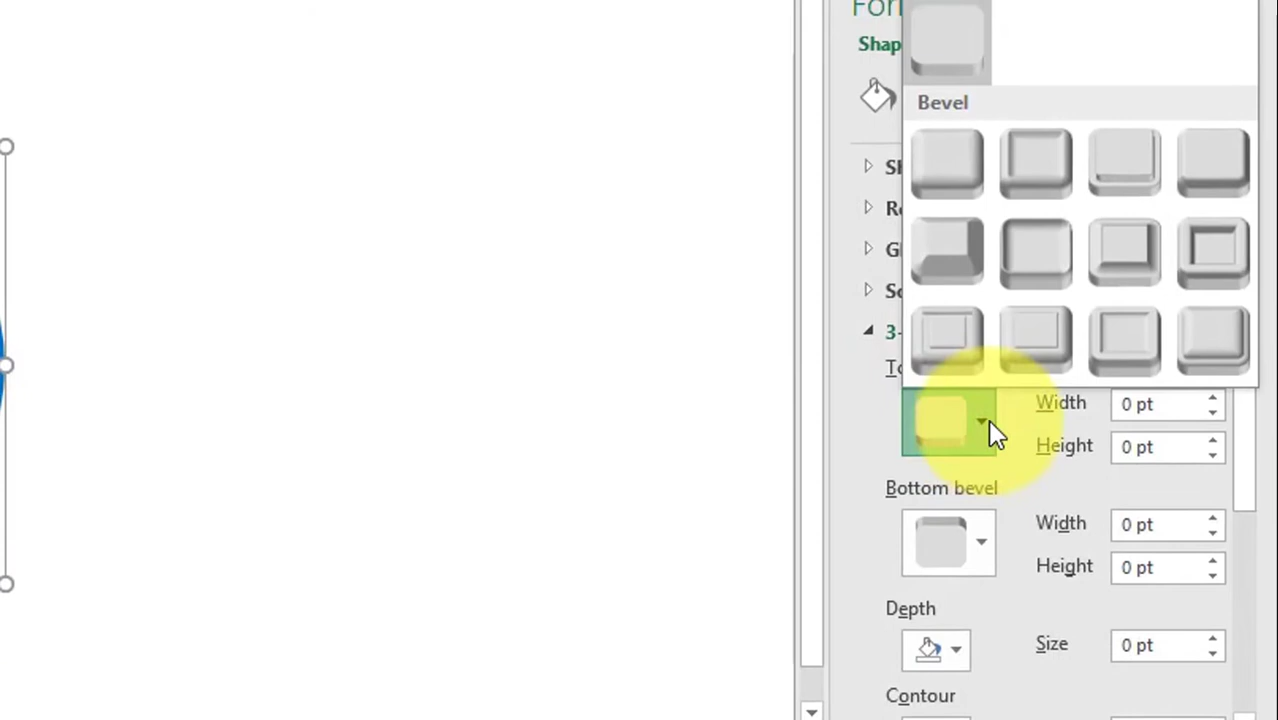 Bevel
Width 0 pt
Height 0 pt
Bottom bevel
Width 0 pt
Height 0 pt
Depth
Size 0 pt
Contour